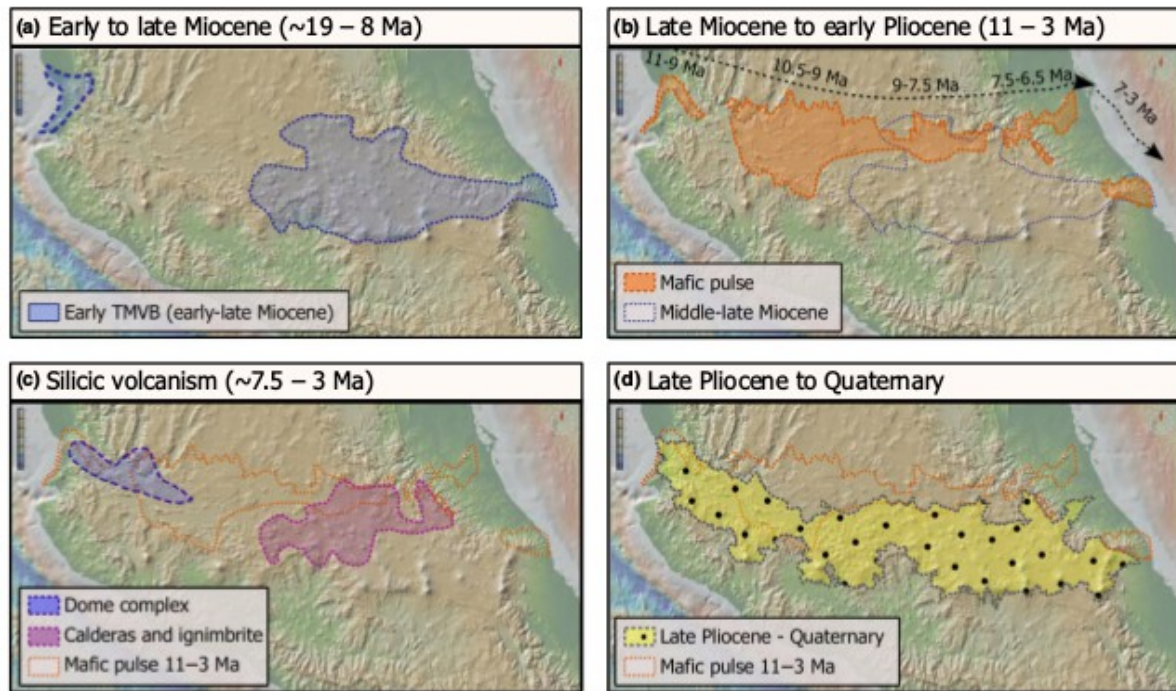 (a) Early to late Miocene (~19 – 8 Ma)
Early TMVB (early-late Miocene)
(b) Late Miocene to early Pliocene (11 – 3 Ma)
11-9 Ma
10.5-9 Ma
9-7.5 Ma
7.5-6.5 Ma
7-3 Ma
Mafic pulse
Middle-late Miocene
(c) Silicic volcanism (~7.5 – 3 Ma)
Dome complex
Calderas and ignimbrite
Mafic pulse 11–3 Ma
(d) Late Pliocene to Quaternary
Late Pliocene - Quaternary
Mafic pulse 11–3 Ma